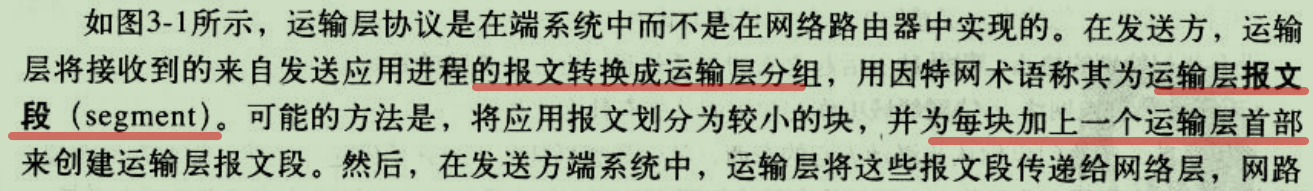 如图3-1所示，运输层协议是在端系统中而不是在网络路由器中实现的。在发送方，运输
层将接收到的来自发送应用进程的报文转换成运输层分组，用因特网术语称其为运输层报文
段（segment）。可能的方法是，将应用报文划分为较小的块，并为每块加上一个运输层首部
来创建运输层报文段。然后，在发送方端系统中，运输层将这些报文段传递给网络层，网路